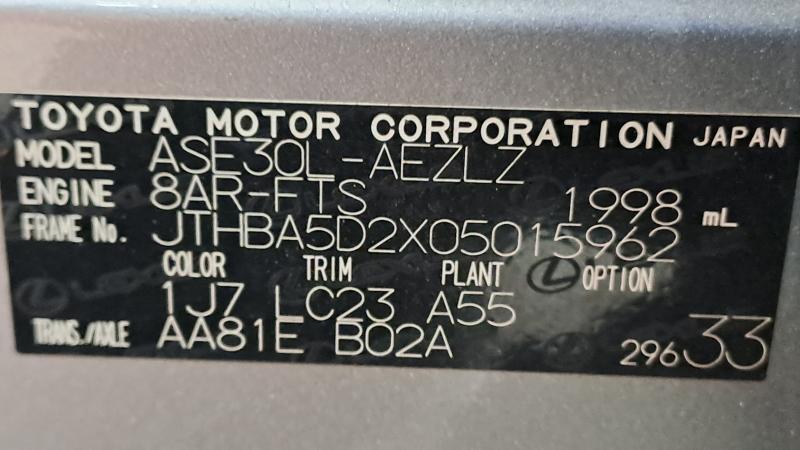 TOYOTA MOTOR CORPORATION JAPAN
MODEL ASE30L-AEZLZ
ENGINE 8AR-FTS 1998 mL
FRAME No. JTHBA5D2X05015962
COLOR TRIM PLANT OPTION
1J7 LC23 A55
TRANS./AXLE AA81E B02A
29633